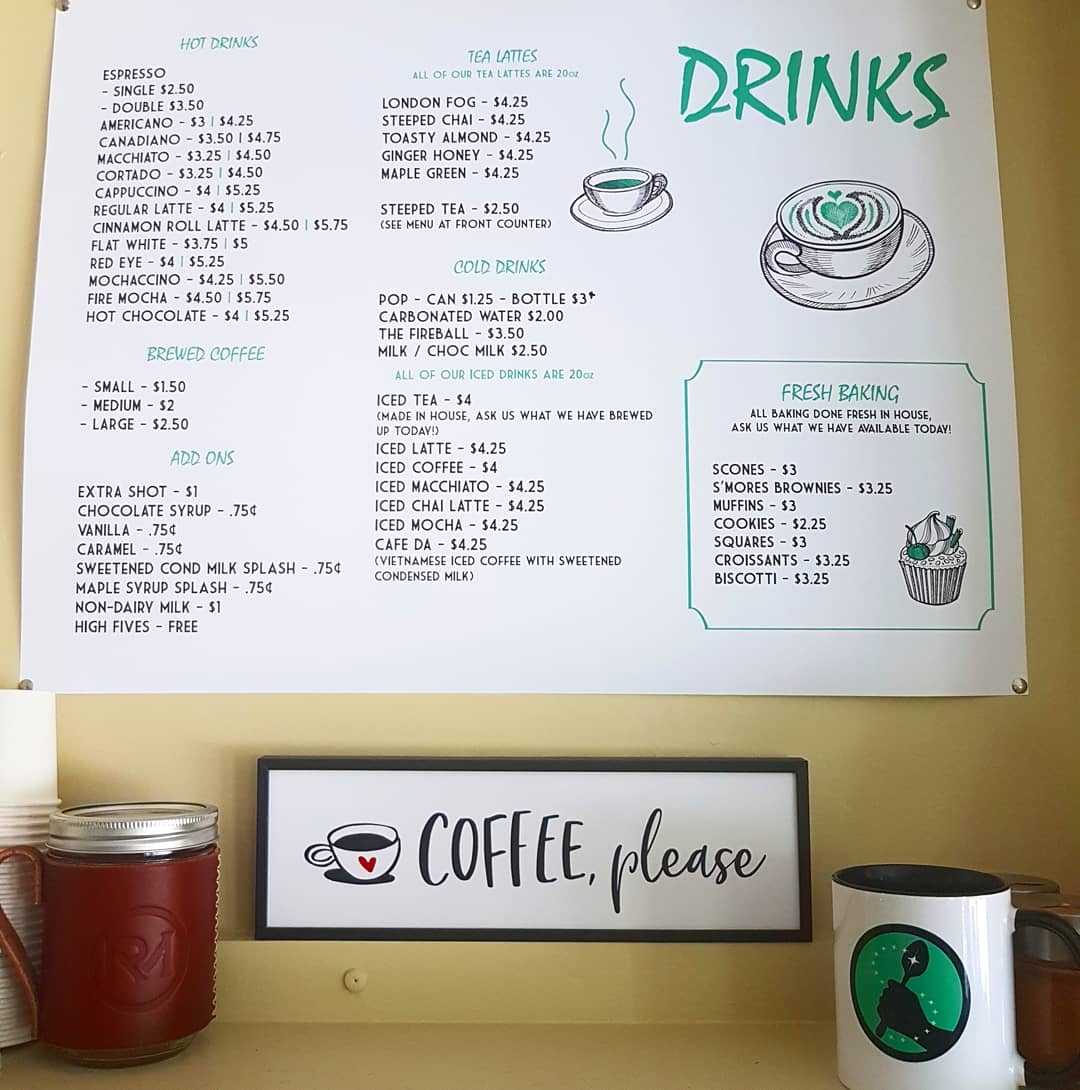 HOT DRINKS
ESPRESSO
- SINGLE $2.50
- DOUBLE $3.50
AMERICANO - $3 | $4.25
CANADIANO - $3.50 | $4.75
MACCHIATO - $3.25 | $4.50
CORTADO - $3.25 | $4.50
CAPPUCCINO - $4 | $5.25
REGULAR LATTE - $4 | $5.25
CINNAMON ROLL LATTE - $4.50 | $5.75
FLAT WHITE - $3.75 | $5
RED EYE - $4 | $5.25
MOCHACCINO - $4.25 | $5.50
FIRE MOCHA - $4.50 | $5.75
HOT CHOCOLATE - $4 | $5.25
BREWED COFFEE
- SMALL - $1.50
- MEDIUM - $2
- LARGE - $2.50
ADD ONS
EXTRA SHOT - $1
CHOCOLATE SYRUP - .75¢
VANILLA - .75¢
CARAMEL - .75¢
SWEETENED COND MILK SPLASH - .75¢
MAPLE SYRUP SPLASH - .75¢
NON-DAIRY MILK - $1
HIGH FIVES - FREE
TEA LATTES
ALL OF OUR TEA LATTES ARE 20oz
LONDON FOG - $4.25
STEEPED CHAI - $4.25
TOASTY ALMOND - $4.25
GINGER HONEY - $4.25
MAPLE GREEN - $4.25
STEEPED TEA - $2.50
(SEE MENU AT FRONT COUNTER)
COLD DRINKS
POP - CAN $1.25 - BOTTLE $3+
CARBONATED WATER $2.00
THE FIREBALL - $3.50
MILK / CHOC MILK $2.50
ALL OF OUR ICED DRINKS ARE 20oz
ICED TEA - $4
(MADE IN HOUSE, ASK US WHAT WE HAVE BREWED
UP TODAY!)
ICED LATTE - $4.25
ICED COFFEE - $4
ICED MACCHIATO - $4.25
ICED CHAI LATTE - $4.25
ICED MOCHA - $4.25
CAFE DA - $4.25
(VIETNAMESE ICED COFFEE WITH SWEETENED
CONDENSED MILK)
DRINKS
FRESH BAKING
ALL BAKING DONE FRESH IN HOUSE,
ASK US WHAT WE HAVE AVAILABLE TODAY!
SCONES - $3
S'MORES BROWNIES - $3.25
MUFFINS - $3
COOKIES - $2.25
SQUARES - $3
CROISSANTS - $3.25
BISCOTTI - $3.25
COFFEE, please
RM